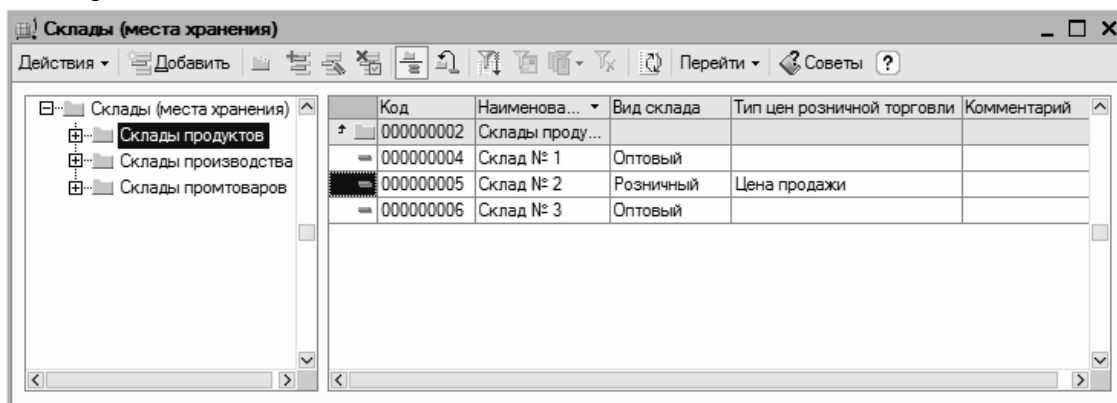 Склады (места хранения)
Действия Добавить Перейти Советы ?
Склады (места хранения)
Склады продуктов
Склады производства
Склады промтоваров
Код Наименова... Вид склада Тип цен розничной торговли Комментарий
000000002 Склады проду...
000000004 Склад № 1 Оптовый
000000005 Склад № 2 Розничный Цена продажи
000000006 Склад № 3 Оптовый